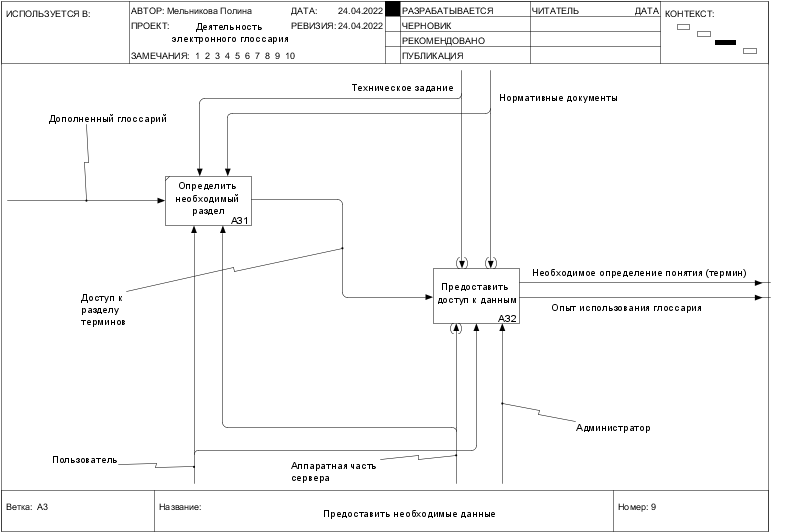 ИСПОЛЬЗУЕТСЯ В:
АВТОР: Мельникова Полина
ДАТА: 24.04.2022
РАЗРАБАТЫВАЕТСЯ
ЧИТАТЕЛЬ
ДАТА
КОНТЕКСТ:
ПРОЕКТ: Деятельность
электронного глоссария
РЕВИЗИЯ: 24.04.2022
ЧЕРНОВИК
РЕКОМЕНДОВАНО
ЗАМЕЧАНИЯ: 1 2 3 4 5 6 7 8 9 10
ПУБЛИКАЦИЯ
Техническое задание
Нормативные документы
Дополненный глоссарий
Определить
необходимый
раздел
А31
Необходимое определение понятия (термин)
Предоставить
доступ к данным
А32
Опыт использования глоссария
Доступ к
разделу
терминов
Администратор
Пользователь
Аппаратная часть
сервера
Ветка: А3
Название:
Предоставить необходимые данные
Номер: 9